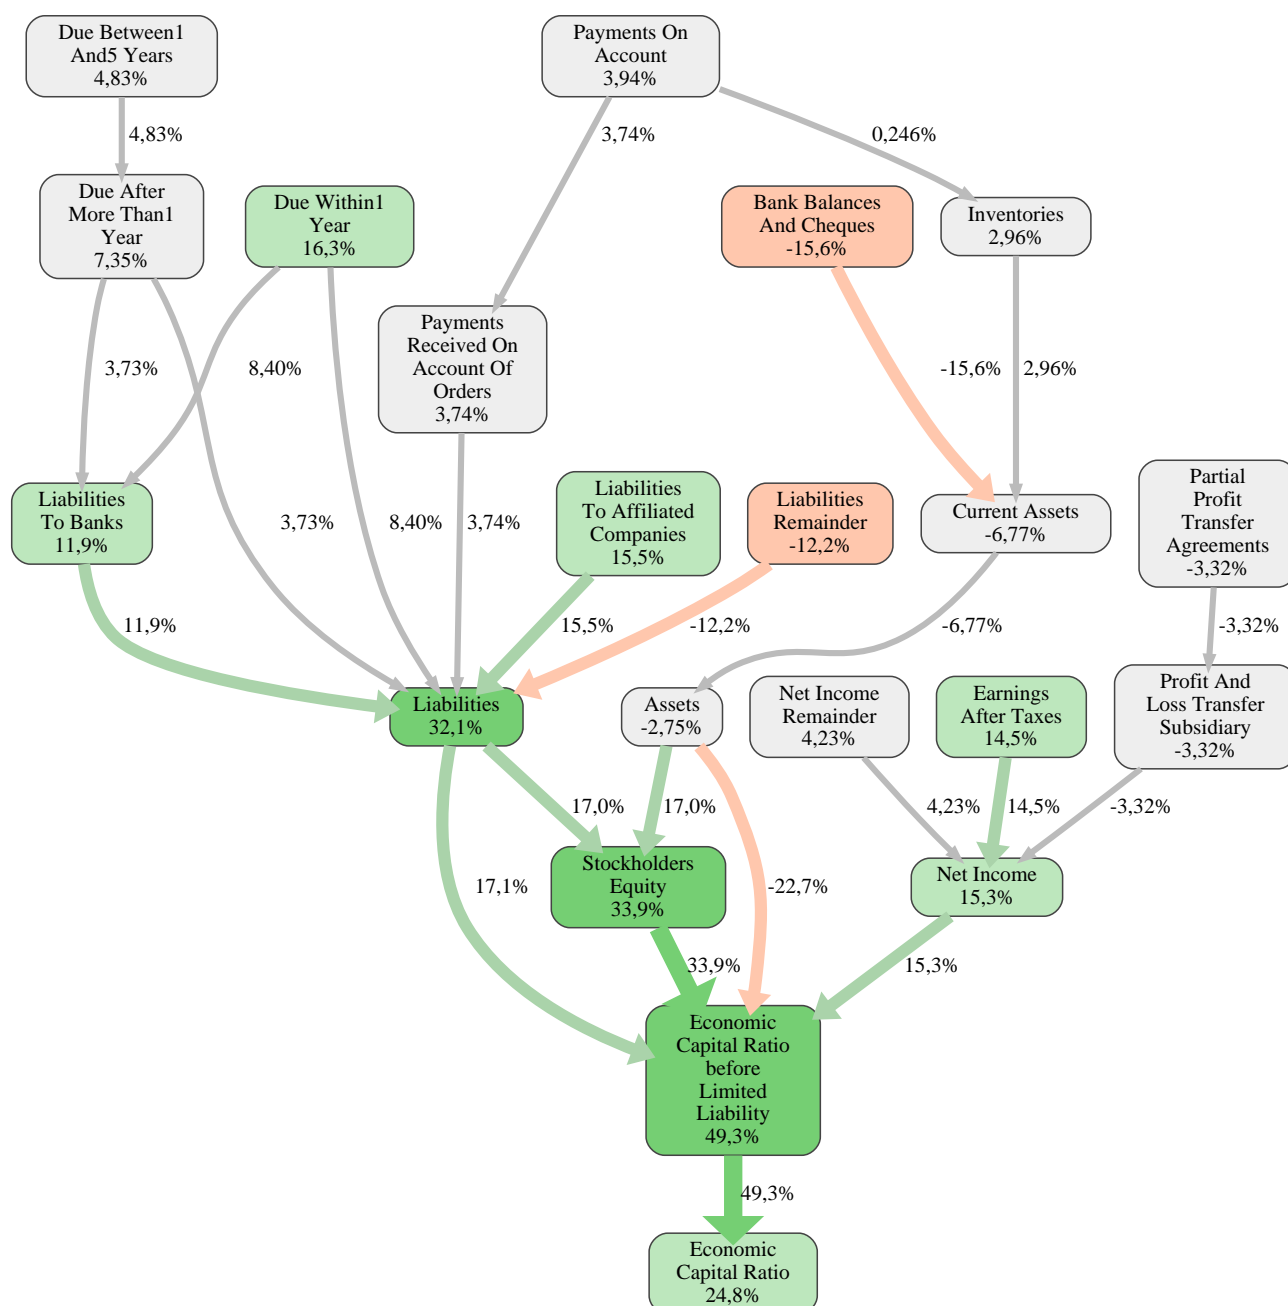 Due Between1
And5 Years
4,83%
Payments On
Account
3,94%
4,83%
3,74%
0,246%
Due After
More Than1
Year
7,35%
Due Within1
Year
16,3%
Bank Balances
And Cheques
-15,6%
Inventories
2,96%
Payments
Received On
Account Of
Orders
3,74%
3,73%
8,40%
-15,6%
2,96%
Liabilities
To Banks
11,9%
3,73%
8,40%
3,74%
Liabilities
To Affiliated
Companies
15,5%
Liabilities
Remainder
-12,2%
Current Assets
-6,77%
Partial
Profit
Transfer
Agreements
-3,32%
11,9%
15,5%
-12,2%
-6,77%
-3,32%
Liabilities
32,1%
Assets
-2,75%
Net Income
Remainder
4,23%
Earnings
After Taxes
14,5%
Profit And
Loss Transfer
Subsidiary
-3,32%
17,0%
17,0%
4,23%
14,5%
-3,32%
17,1%
Stockholders
Equity
33,9%
-22,7%
Net Income
15,3%
33,9%
15,3%
Economic
Capital Ratio
before
Limited
Liability
49,3%
49,3%
Economic
Capital Ratio
24,8%